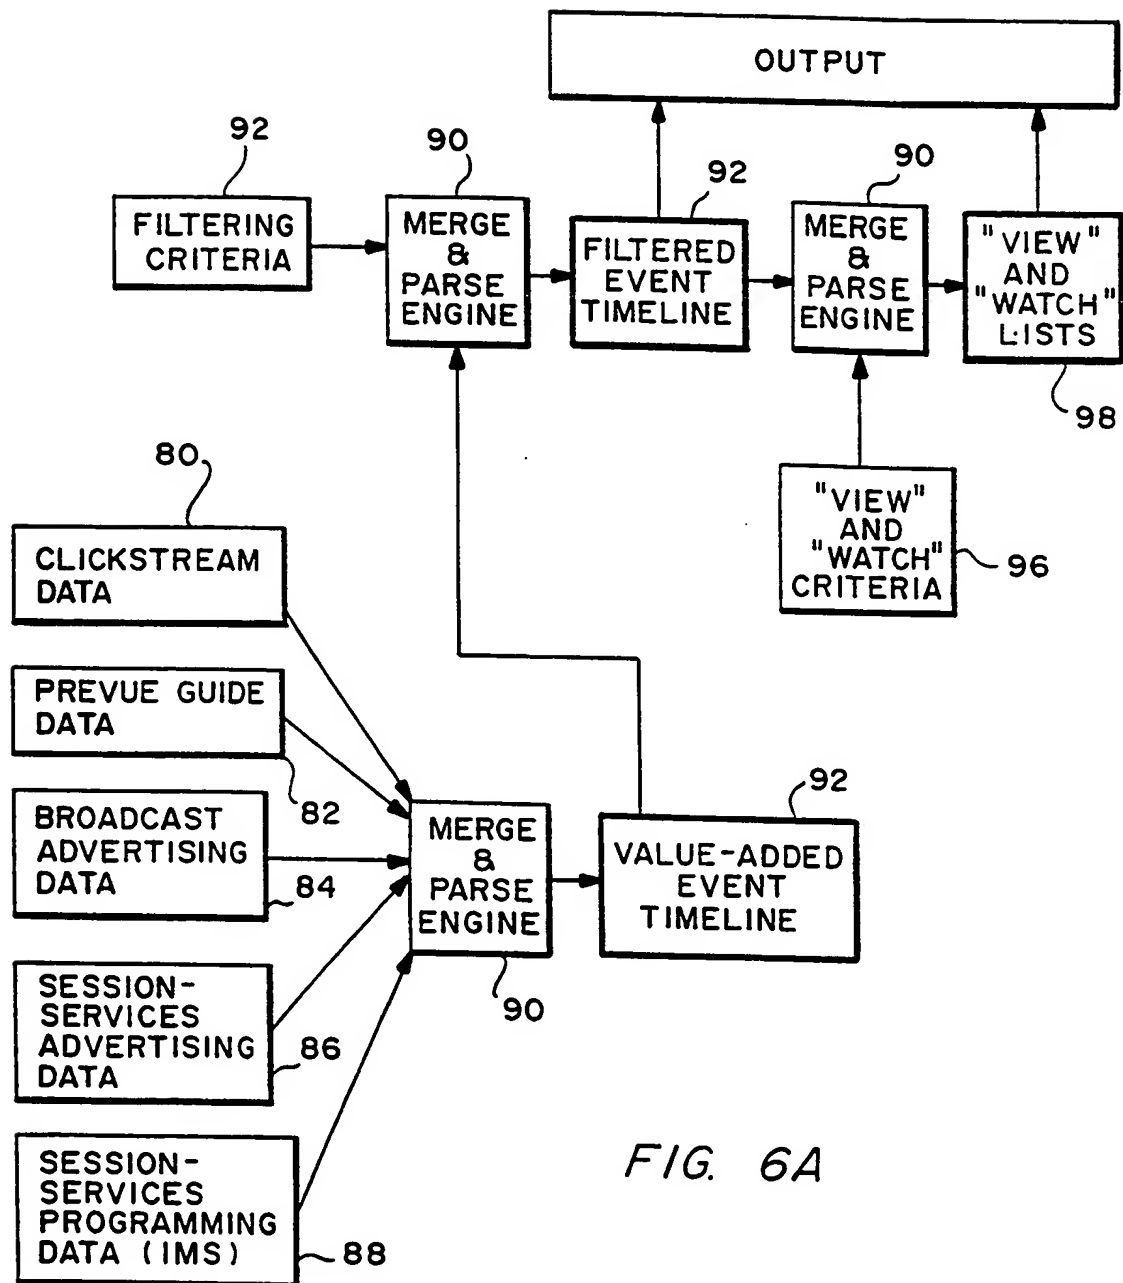 OUTPUT
92
FILTERING
CRITERIA
90
MERGE
&
PARSE
ENGINE
92
FILTERED
EVENT
TIMELINE
90
MERGE
&
PARSE
ENGINE
"VIEW"
AND
"WATCH"
L·ISTS
98
"VIEW"
AND
"WATCH"
CRITERIA
96
80
CLICKSTREAM
DATA
PREVUE GUIDE
DATA
82
BROADCAST
ADVERTISING
DATA
84
SESSION-
SERVICES
ADVERTISING
DATA
86
SESSION-
SERVICES
PROGRAMMING
DATA (IMS)
88
MERGE
&
PARSE
ENGINE
90
92
VALUE-ADDED
EVENT
TIMELINE
FIG. 6A